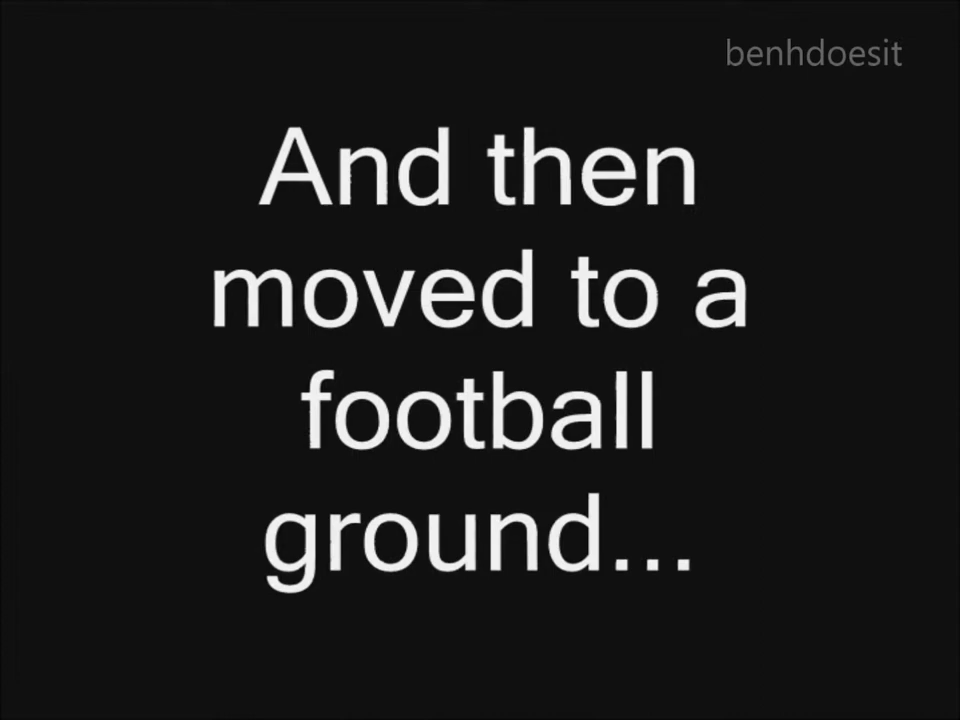 benhdoesit
And then
moved to a
football
ground...